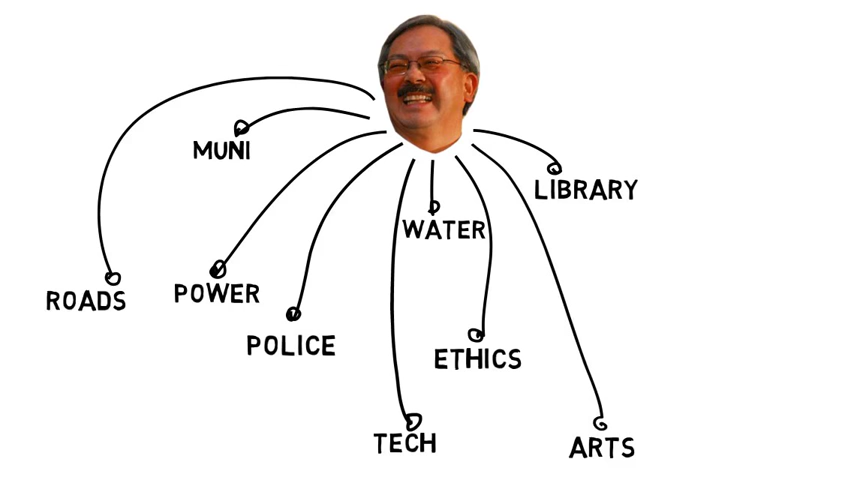 MUNI
LIBRARY
WATER
ROADS
POWER
POLICE
ETHICS
TECH
ARTS